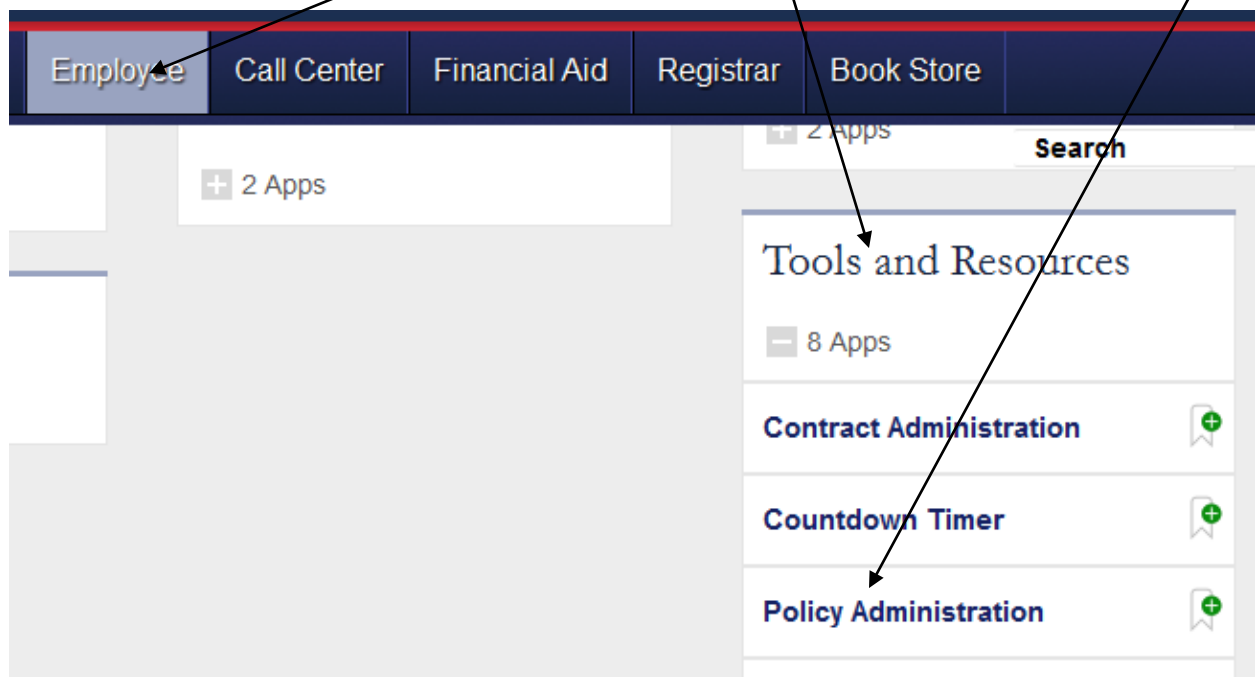 Employee Call Center Financial Aid Registrar Book Store
2 Apps
Search
2 Apps
Tools and Resources
8 Apps
Contract Administration
Countdown Timer
Policy Administration